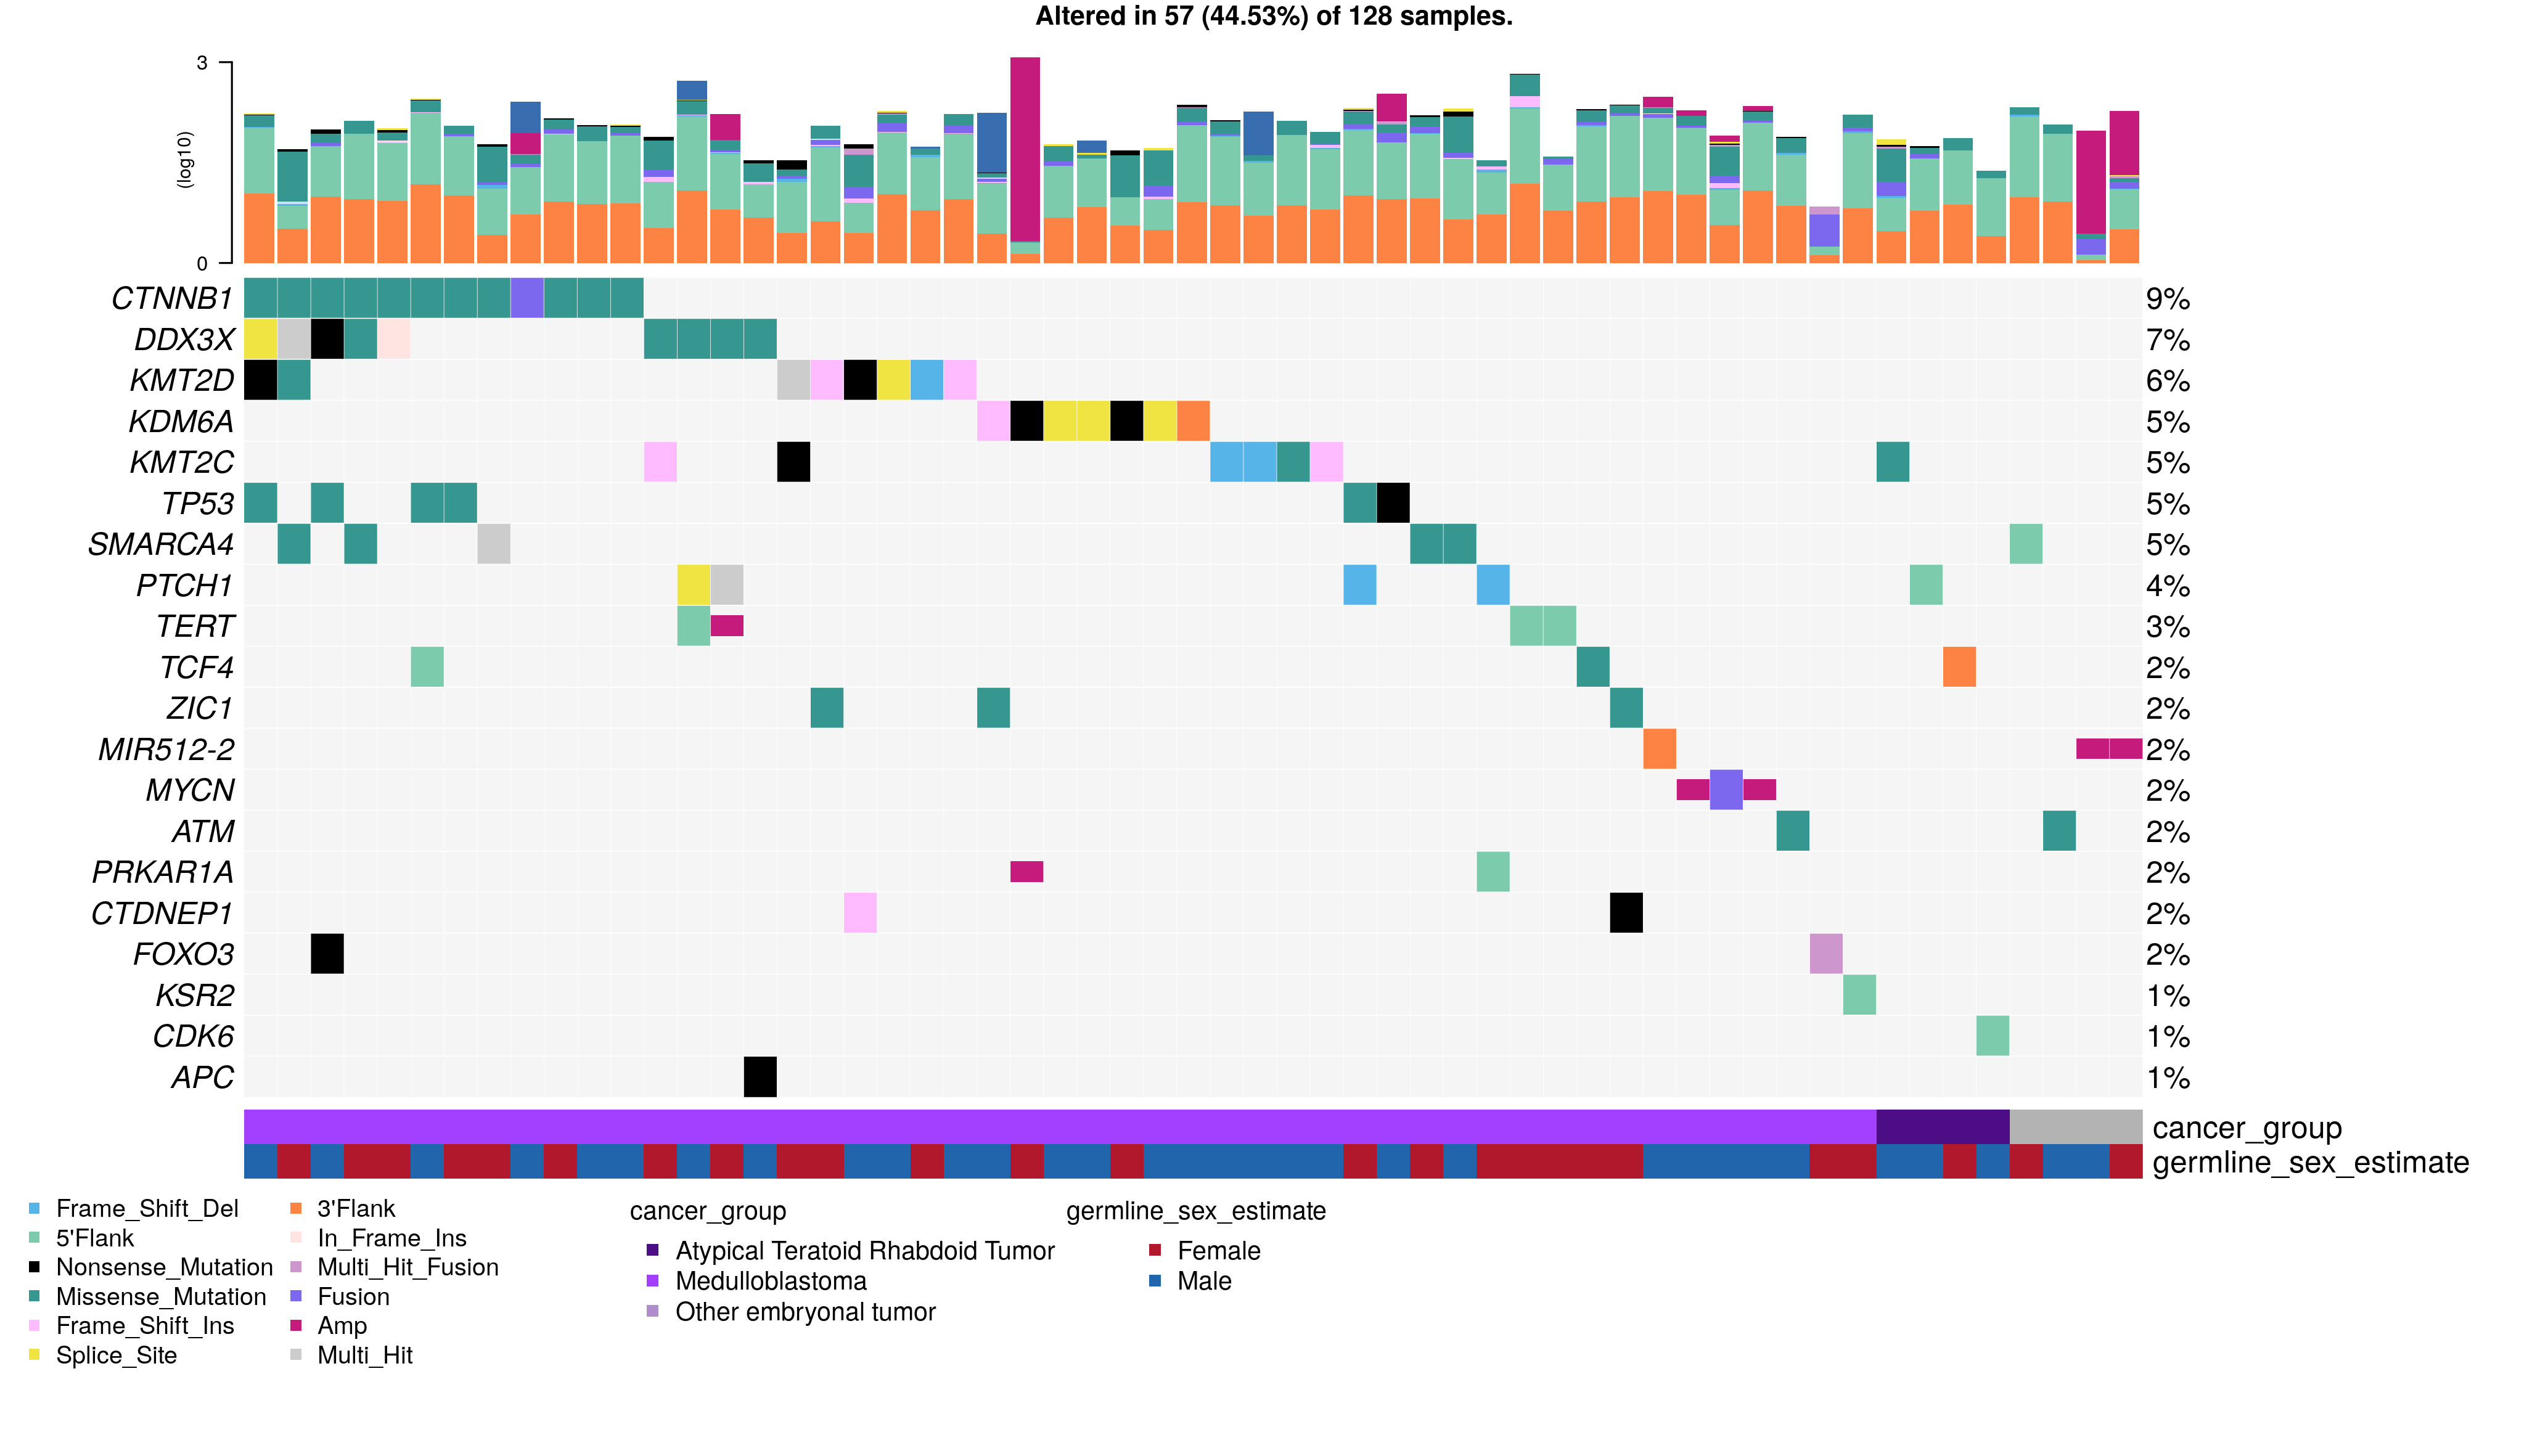 Altered in 57 (44.53%) of 128 samples.
3
(log10)
0
CTNNB1 9%
DDX3X 7%
KMT2D 6%
KDM6A 5%
KMT2C 5%
TP53 5%
SMARCA4 5%
PTCH1 4%
TERT 3%
TCF4 2%
ZIC1 2%
MIR512-2 2%
MYCN 2%
ATM 2%
PRKAR1A 2%
CTDNEP1 2%
FOXO3 2%
KSR2 1%
CDK6 1%
APC 1%
cancer_group
germline_sex_estimate
Frame_Shift_Del
5'Flank
Nonsense_Mutation
Missense_Mutation
Frame_Shift_Ins
Splice_Site
3'Flank
In_Frame_Ins
Multi_Hit_Fusion
Fusion
Amp
Multi_Hit
cancer_group
Atypical Teratoid Rhabdoid Tumor
Medulloblastoma
Other embryonal tumor
germline_sex_estimate
Female
Male